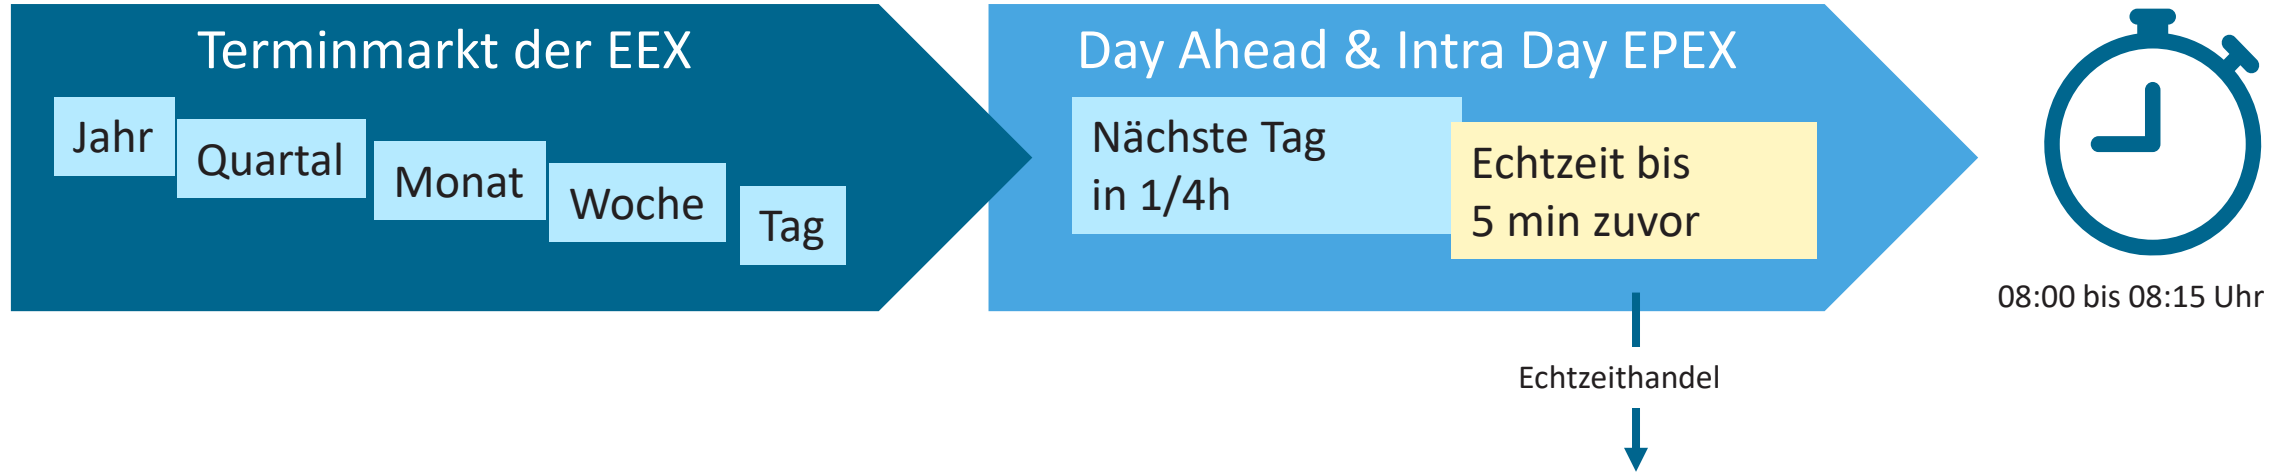 Terminmarkt der EEX
Jahr
Quartal
Monat
Woche
Tag
Day Ahead & Intra Day EPEX
Nächste Tag
in 1/4h
Echtzeit bis
5 min zuvor
08:00 bis 08:15 Uhr
Echtzeithandel